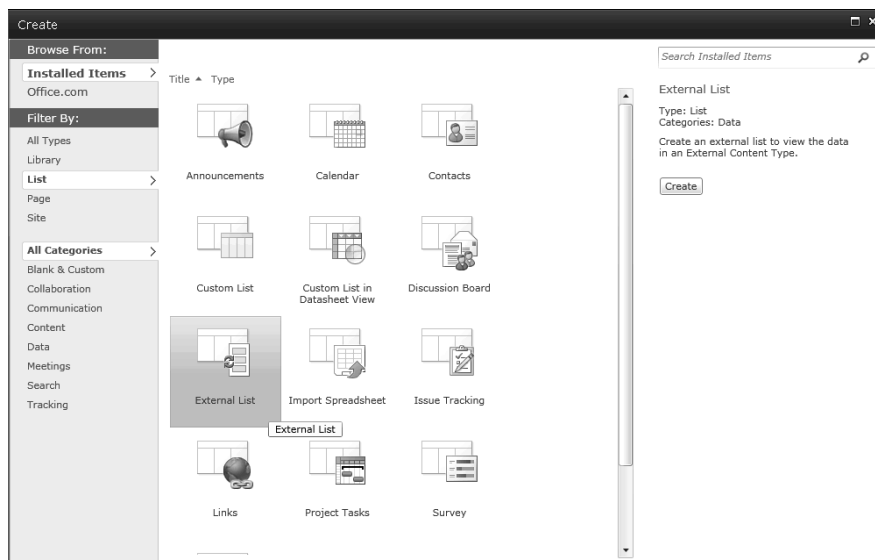 Create
Browse From:
Installed Items
Office.com
Filter By:
All Types
Library
List
Page
Site
All Categories
Blank & Custom
Collaboration
Communication
Content
Data
Meetings
Search
Tracking
Title Type
Announcements Calendar Contacts
Custom List Custom List in Discussion Board
Datasheet View
External List Import Spreadsheet Issue Tracking
External List
Links Project Tasks Survey
Search Installed Items
External List
Type: List
Categories: Data
Create an external list to view the data
in an External Content Type.
Create